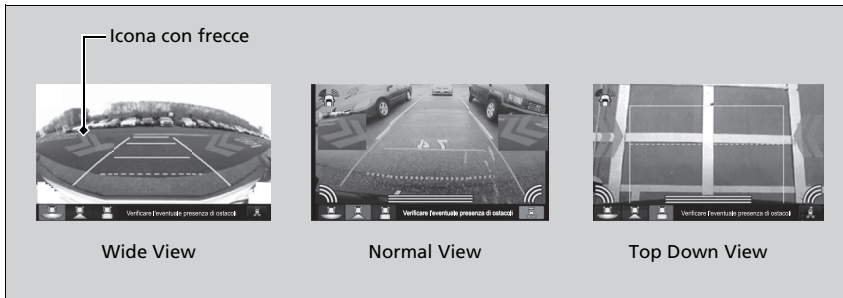 Icona con frecce
Verificare l'eventuale presenza di ostacoli
Verificare l'eventuale presenza di ostacoli
Verificare l'eventuale presenza di ostacoli
Wide View
Normal View
Top Down View